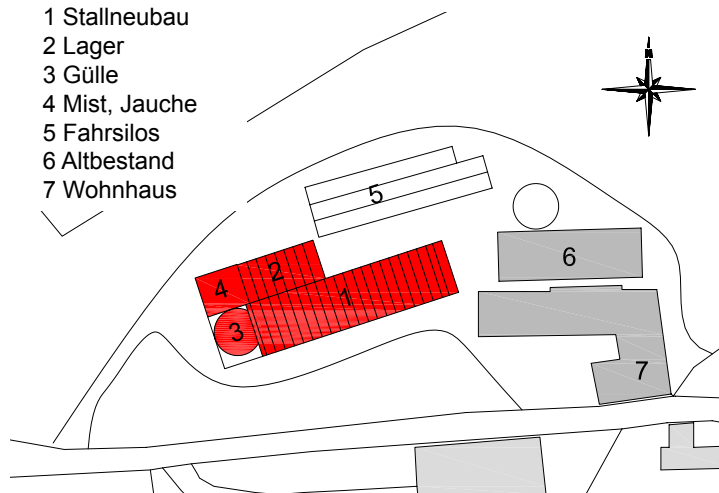 1 Stallneubau
2 Lager
3 Gülle
4 Mist, Jauche
5 Fahrsilos
6 Altbestand
7 Wohnhaus
N
5
6
2
4
1
3
7